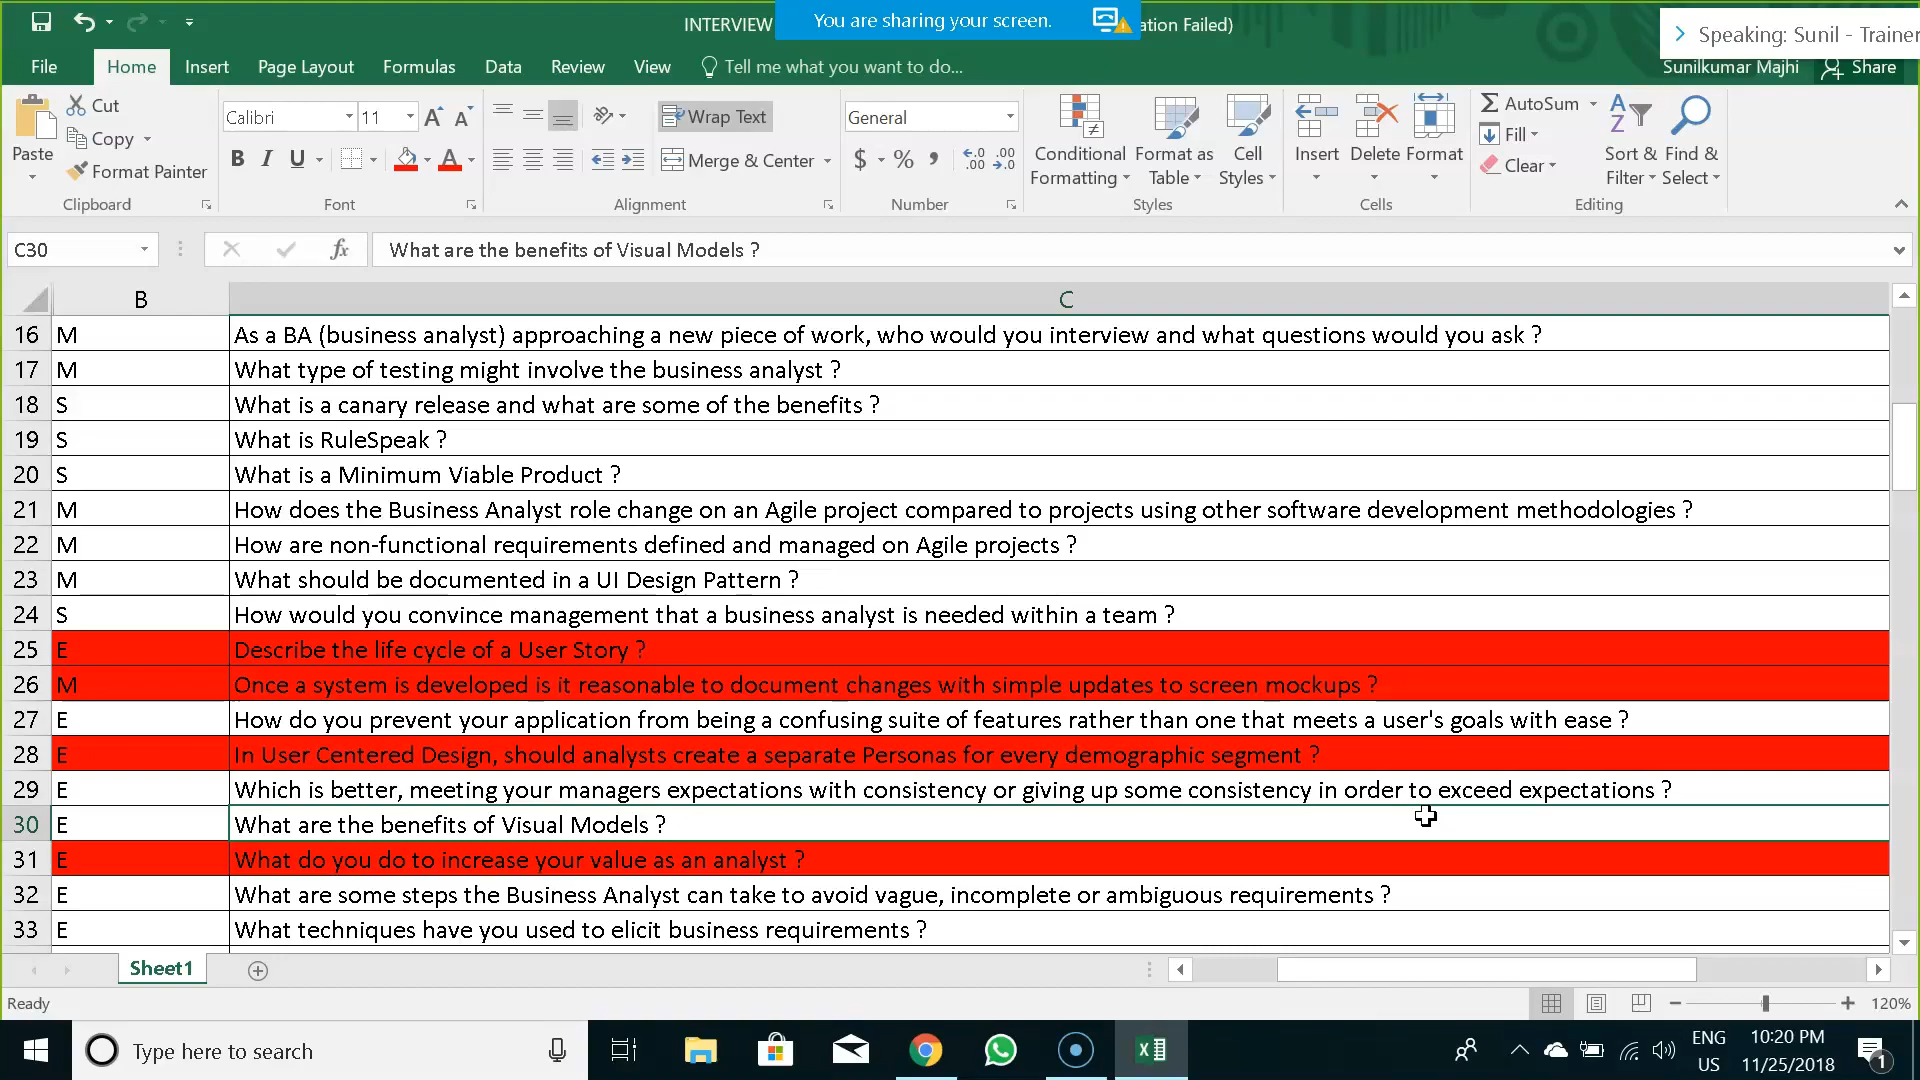 INTERVIEW
You are sharing your screen.
ation Failed)
Speaking: Sunil - Trainer
File
Home
Insert
Page Layout
Formulas
Data
Review
View
Tell me what you want to do...
Sunilkumar Majhi
Share
Paste
Cut
Copy
Format Painter
Clipboard
Calibri
11
B I U
Font
Wrap Text
Merge & Center
Alignment
General
$ % ,
Number
Conditional Formatting
Format as Table
Cell Styles
Styles
Insert
Delete
Format
Cells
AutoSum
Fill
Clear
Sort & Filter
Find & Select
Editing
C30
fx
What are the benefits of Visual Models ?
B C
16 M As a BA (business analyst) approaching a new piece of work, who would you interview and what questions would you ask ?
17 M What type of testing might involve the business analyst ?
18 S What is a canary release and what are some of the benefits ?
19 S What is RuleSpeak ?
20 S What is a Minimum Viable Product ?
21 M How does the Business Analyst role change on an Agile project compared to projects using other software development methodologies ?
22 M How are non-functional requirements defined and managed on Agile projects ?
23 M What should be documented in a UI Design Pattern ?
24 S How would you convince management that a business analyst is needed within a team ?
25 E Describe the life cycle of a User Story ?
26 M Once a system is developed is it reasonable to document changes with simple updates to screen mockups ?
27 E How do you prevent your application from being a confusing suite of features rather than one that meets a user's goals with ease ?
28 E In User Centered Design, should analysts create a separate Personas for every demographic segment ?
29 E Which is better, meeting your managers expectations with consistency or giving up some consistency in order to exceed expectations ?
30 E What are the benefits of Visual Models ?
31 E What do you do to increase your value as an analyst ?
32 E What are some steps the Business Analyst can take to avoid vague, incomplete or ambiguous requirements ?
33 E What techniques have you used to elicit business requirements ?
Sheet1
Ready
120%
Type here to search
ENG
US
10:20 PM
11/25/2018
1